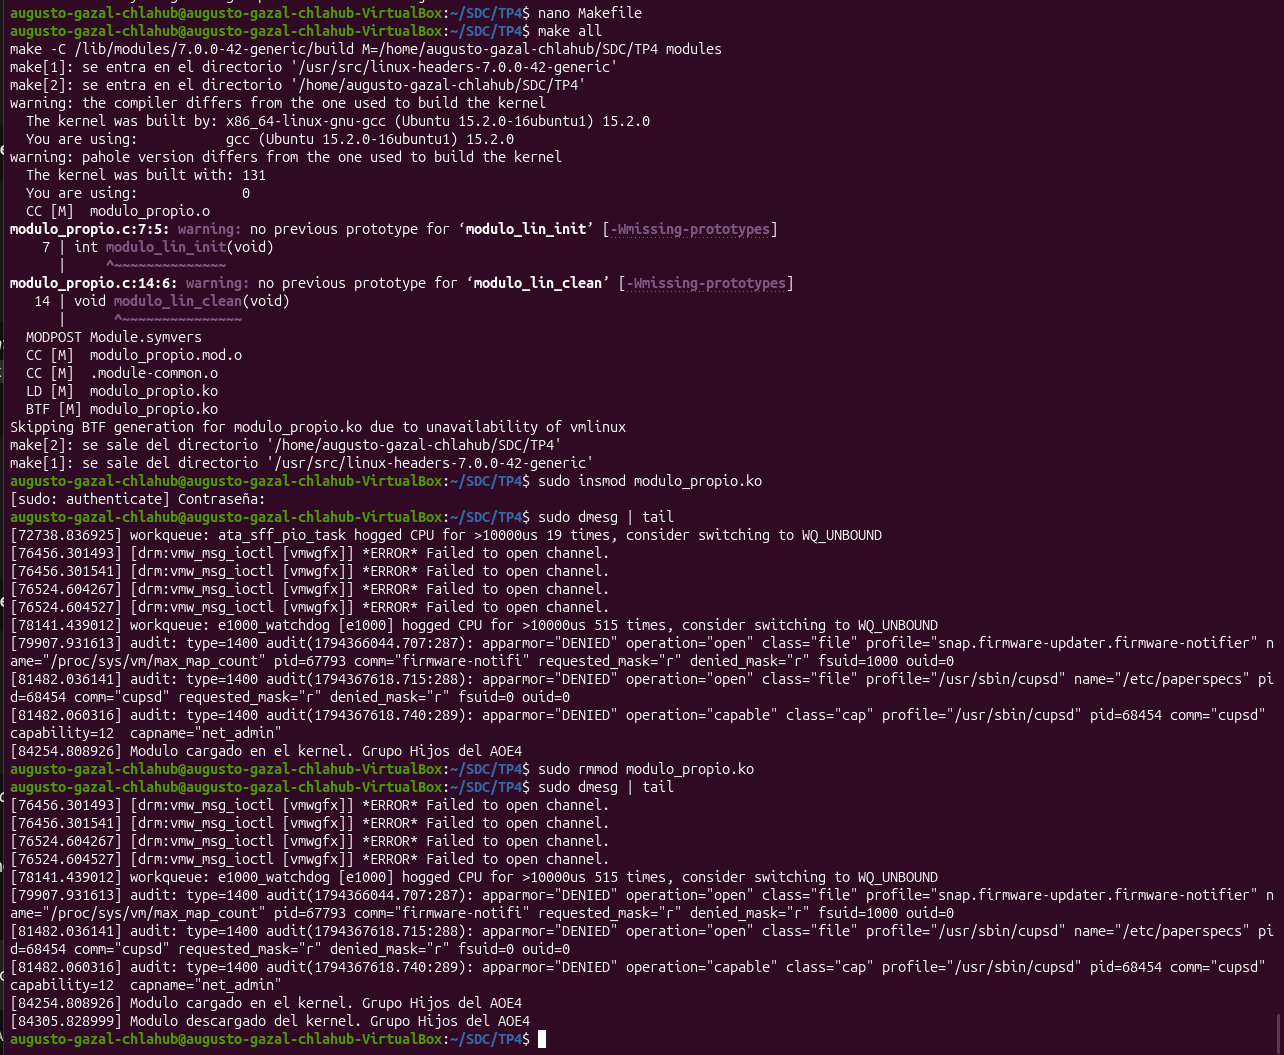 augusto-gazal-chlahub@augusto-gazal-chlahub-VirtualBox:~/SDC/TP4$ nano Makefile
augusto-gazal-chlahub@augusto-gazal-chlahub-VirtualBox:~/SDC/TP4$ make all
make -C /lib/modules/7.0.0-42-generic/build M=/home/augusto-gazal-chlahub/SDC/TP4 modules
make[1]: se entra en el directorio '/usr/src/linux-headers-7.0.0-42-generic'
make[2]: se entra en el directorio '/home/augusto-gazal-chlahub/SDC/TP4'
warning: the compiler differs from the one used to build the kernel
  The kernel was built by: x86_64-linux-gnu-gcc (Ubuntu 15.2.0-16ubuntu1) 15.2.0
  You are using:           gcc (Ubuntu 15.2.0-16ubuntu1) 15.2.0
warning: pahole version differs from the one used to build the kernel
  The kernel was built with: 131
  You are using:             0
  CC [M]  modulo_propio.o
modulo_propio.c:7:5: warning: no previous prototype for ‘modulo_lin_init’ [-Wmissing-prototypes]
    7 | int modulo_lin_init(void)
      |     ^~~~~~~~~~~~~~~
modulo_propio.c:14:6: warning: no previous prototype for ‘modulo_lin_clean’ [-Wmissing-prototypes]
   14 | void modulo_lin_clean(void)
      |      ^~~~~~~~~~~~~~~~
  MODPOST Module.symvers
  CC [M]  modulo_propio.mod.o
  CC [M]  .module-common.o
  LD [M]  modulo_propio.ko
  BTF [M] modulo_propio.ko
Skipping BTF generation for modulo_propio.ko due to unavailability of vmlinux
make[2]: se sale del directorio '/home/augusto-gazal-chlahub/SDC/TP4'
make[1]: se sale del directorio '/usr/src/linux-headers-7.0.0-42-generic'
augusto-gazal-chlahub@augusto-gazal-chlahub-VirtualBox:~/SDC/TP4$ sudo insmod modulo_propio.ko
[sudo: authenticate] Contraseña:
augusto-gazal-chlahub@augusto-gazal-chlahub-VirtualBox:~/SDC/TP4$ sudo dmesg | tail
[72738.836925] workqueue: ata_sff_pio_task hogged CPU for >10000us 19 times, consider switching to WQ_UNBOUND
[76456.301493] [drm:vmw_msg_ioctl [vmwgfx]] *ERROR* Failed to open channel.
[76456.301541] [drm:vmw_msg_ioctl [vmwgfx]] *ERROR* Failed to open channel.
[76524.604267] [drm:vmw_msg_ioctl [vmwgfx]] *ERROR* Failed to open channel.
[76524.604527] [drm:vmw_msg_ioctl [vmwgfx]] *ERROR* Failed to open channel.
[78141.439012] workqueue: e1000_watchdog [e1000] hogged CPU for >10000us 515 times, consider switching to WQ_UNBOUND
[79907.931613] audit: type=1400 audit(1794366044.707:287): apparmor="DENIED" operation="open" class="file" profile="snap.firmware-updater.firmware-notifier" n
ame="/proc/sys/vm/max_map_count" pid=67793 comm="firmware-notifi" requested_mask="r" denied_mask="r" fsuid=1000 ouid=0
[81482.036141] audit: type=1400 audit(1794367618.715:288): apparmor="DENIED" operation="open" class="file" profile="/usr/sbin/cupsd" name="/etc/paperspecs" pi
d=68454 comm="cupsd" requested_mask="r" denied_mask="r" fsuid=0 ouid=0
[81482.060316] audit: type=1400 audit(1794367618.740:289): apparmor="DENIED" operation="capable" class="cap" profile="/usr/sbin/cupsd" pid=68454 comm="cupsd"
capability=12  capname="net_admin"
[84254.808926] Modulo cargado en el kernel. Grupo Hijos del AOE4
augusto-gazal-chlahub@augusto-gazal-chlahub-VirtualBox:~/SDC/TP4$ sudo rmmod modulo_propio.ko
augusto-gazal-chlahub@augusto-gazal-chlahub-VirtualBox:~/SDC/TP4$ sudo dmesg | tail
[76456.301493] [drm:vmw_msg_ioctl [vmwgfx]] *ERROR* Failed to open channel.
[76456.301541] [drm:vmw_msg_ioctl [vmwgfx]] *ERROR* Failed to open channel.
[76524.604267] [drm:vmw_msg_ioctl [vmwgfx]] *ERROR* Failed to open channel.
[76524.604527] [drm:vmw_msg_ioctl [vmwgfx]] *ERROR* Failed to open channel.
[78141.439012] workqueue: e1000_watchdog [e1000] hogged CPU for >10000us 515 times, consider switching to WQ_UNBOUND
[79907.931613] audit: type=1400 audit(1794366044.707:287): apparmor="DENIED" operation="open" class="file" profile="snap.firmware-updater.firmware-notifier" n
ame="/proc/sys/vm/max_map_count" pid=67793 comm="firmware-notifi" requested_mask="r" denied_mask="r" fsuid=1000 ouid=0
[81482.036141] audit: type=1400 audit(1794367618.715:288): apparmor="DENIED" operation="open" class="file" profile="/usr/sbin/cupsd" name="/etc/paperspecs" pi
d=68454 comm="cupsd" requested_mask="r" denied_mask="r" fsuid=0 ouid=0
[81482.060316] audit: type=1400 audit(1794367618.740:289): apparmor="DENIED" operation="capable" class="cap" profile="/usr/sbin/cupsd" pid=68454 comm="cupsd"
capability=12  capname="net_admin"
[84254.808926] Modulo cargado en el kernel. Grupo Hijos del AOE4
[84305.828999] Modulo descargado del kernel. Grupo Hijos del AOE4
augusto-gazal-chlahub@augusto-gazal-chlahub-VirtualBox:~/SDC/TP4$